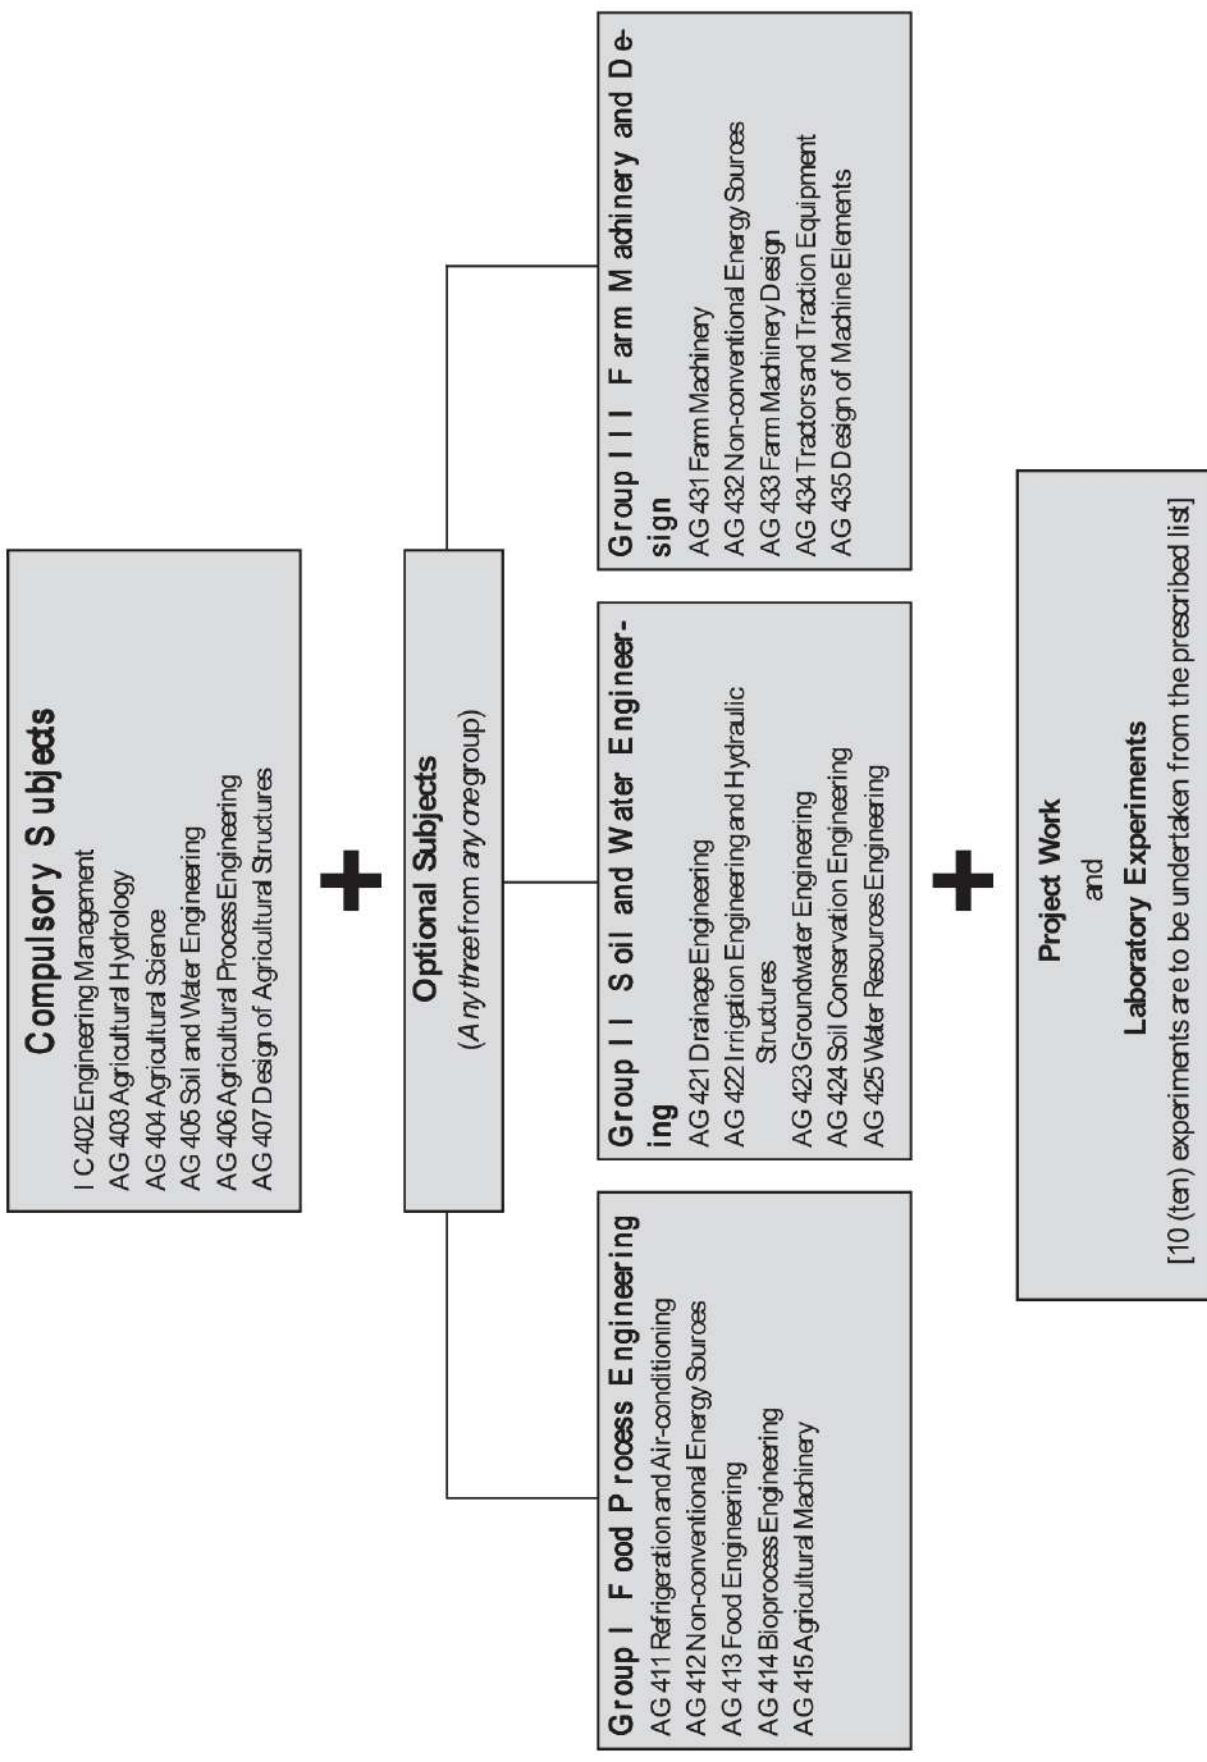 Compulsory Subjects
IC 402 Engineering Management
AG 403 Agricultural Hydrology
AG 404 Agricultural Science
AG 405 Soil and Water Engineering
AG 406 Agricultural Process Engineering
AG 407 Design of Agricultural Structures
+
Optional Subjects
(Any three from any one group)
Group I Food Process Engineering
AG 411 Refrigeration and Air-conditioning
AG 412 Non-conventional Energy Sources
AG 413 Food Engineering
AG 414 Bioprocess Engineering
AG 415 Agricultural Machinery
Group II Soil and Water Engineer-
ing
AG 421 Drainage Engineering
AG 422 Irrigation Engineering and Hydraulic
Structures
AG 423 Groundwater Engineering
AG 424 Soil Conservation Engineering
AG 425 Water Resources Engineering
Group III Farm Machinery and De-
sign
AG 431 Farm Machinery
AG 432 Non-conventional Energy Sources
AG 433 Farm Machinery Design
AG 434 Tractors and Traction Equipment
AG 435 Design of Machine Elements
+
Project Work
and
Laboratory Experiments
[10 (ten) experiments are to be undertaken from the prescribed list]